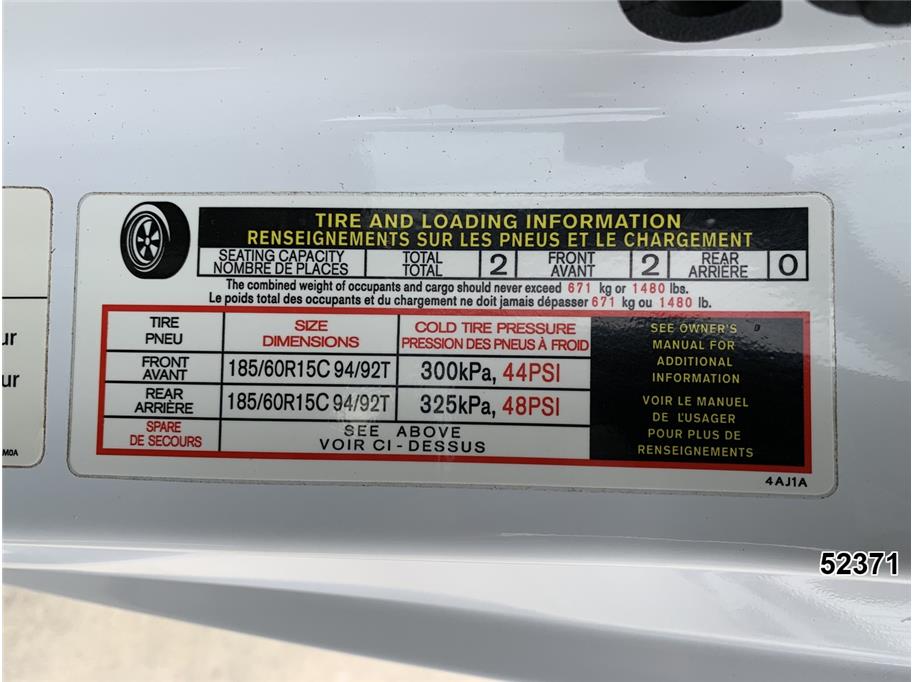 TIRE AND LOADING INFORMATION
RENSEIGNEMENTS SUR LES PNEUS ET LE CHARGEMENT
SEATING CAPACITY TOTAL 2 FRONT 2 REAR 0
NOMBRE DE PLACES TOTAL AVANT ARRIÈRE
The combined weight of occupants and cargo should never exceed 671 kg or 1480 lbs.
Le poids total des occupants et du chargement ne doit jamais dépasser 671 kg ou 1480 lb.
TIRE SIZE COLD TIRE PRESSURE
PNEU DIMENSIONS PRESSION DES PNEUS À FROID
FRONT
AVANT 185/60R15C 94/92T 300kPa, 44PSI
REAR
ARRIÈRE 185/60R15C 94/92T 325kPa, 48PSI
SPARE SEE ABOVE
DE SECOURS VOIR CI-DESSUS
SEE OWNER'S
MANUAL FOR
ADDITIONAL
INFORMATION
VOIR LE MANUEL
DE L'USAGER
POUR PLUS DE
RENSEIGNEMENTS
4AJ1A
ur
ur
M0A
52371